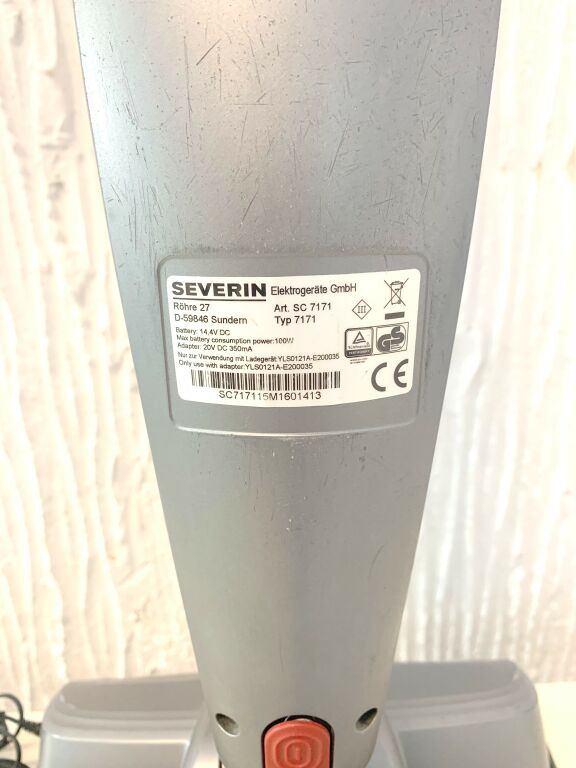 SEVERIN Elektrogeräte GmbH
Röhre 27 Art. SC 7171
D-59846 Sundern Typ 7171
Battery: 14,4V DC
Max battery consumption power:100W
Adapter: 20V DC 350mA
Nur zur Verwendung mit Ladegerät:YLS0121A-E200035
Only use with adapter:YLS0121A-E200035
III
GS
CE
SC717115M1601413